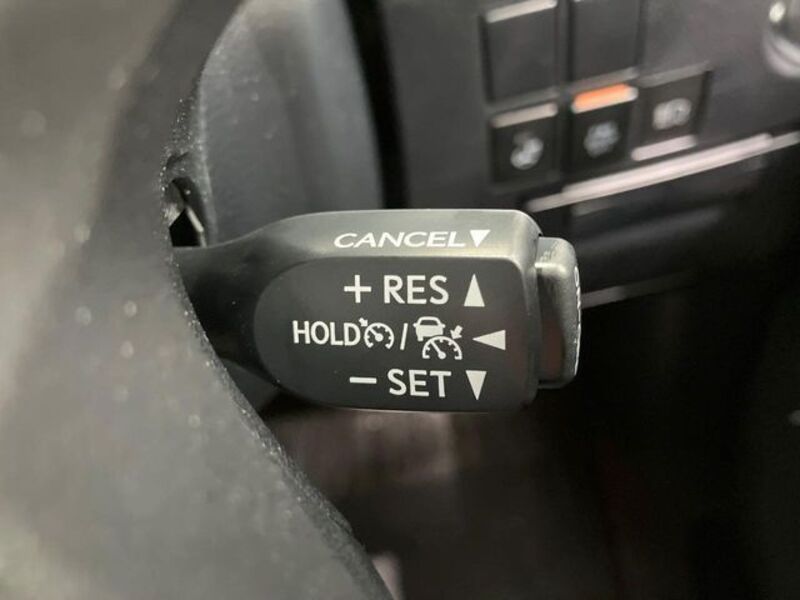 CANCEL▼
+ RES ▲
HOLD / ◀
− SET ▼